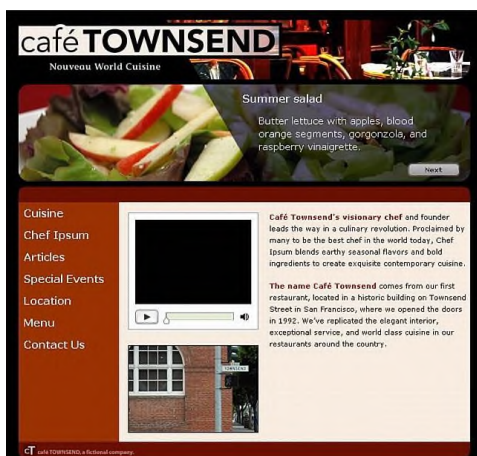 café TOWNSEND
Nouveau World Cuisine
Summer salad
Butter lettuce with apples, blood
orange segments, gorgonzola, and
raspberry vinaigrette.
Next
Cuisine
Chef Ipsum
Articles
Special Events
Location
Menu
Contact Us
Café Townsend's visionary chef and founder
leads the way in a culinary revolution. Proclaimed by
many to be the best chef in the world today, Chef
Ipsum blends earthy seasonal flavors and bold
ingredients to create exquisite contemporary cuisine.
The name Café Townsend comes from our first
restaurant, located in a historic building on Townsend
Street in San Francisco, where we opened the doors
in 1992. We've replicated the elegant interior,
exceptional service, and world class cuisine in our
restaurants around the country.
TOWNSEND
cT café TOWNSEND, a fictional company.